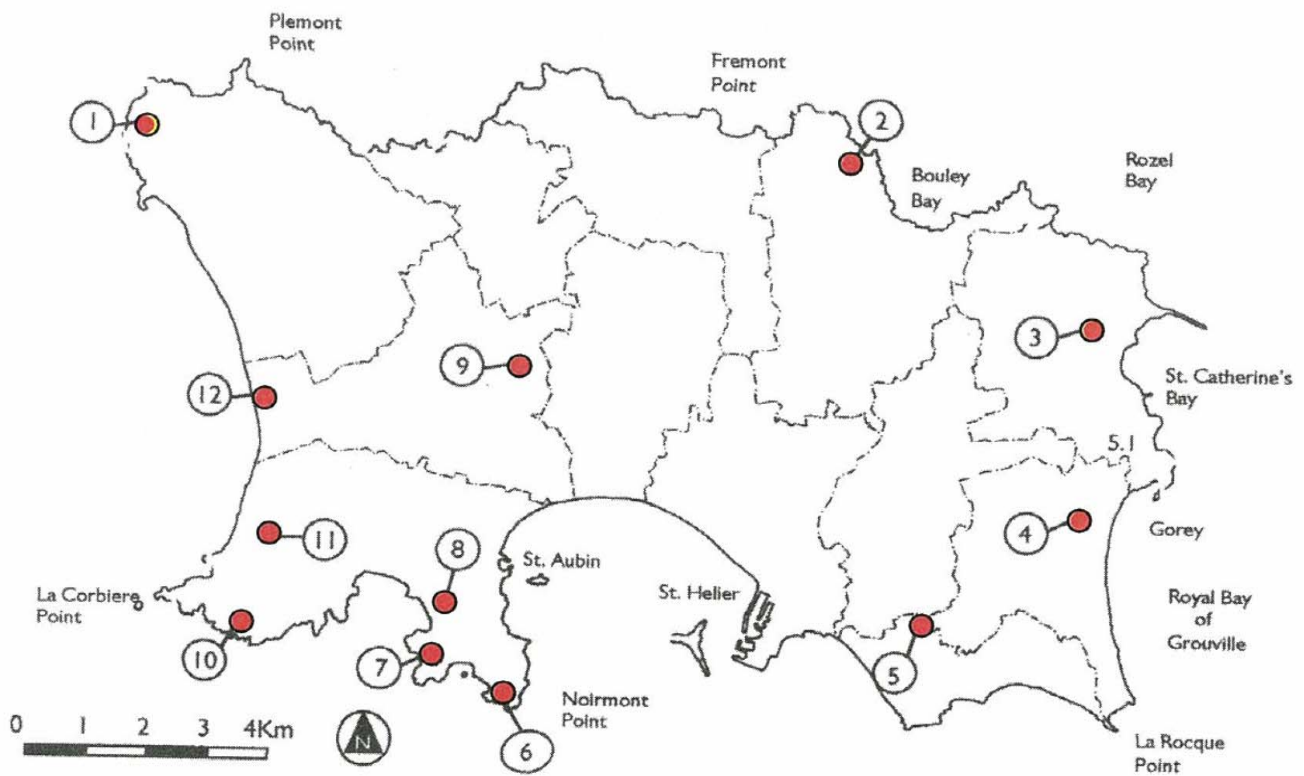 Plemont
Point
Fremont
Point
1
2
Bouley
Bay
Rozel
Bay
3
9
12
St. Catherine's
Bay
5.1
4
Gorey
11
8
St. Aubin
La Corbiere
Point
St. Helier
Royal Bay
of
Grouville
10
7
5
Noirmont
Point
6
0 1 2 3 4Km
N
La Rocque
Point